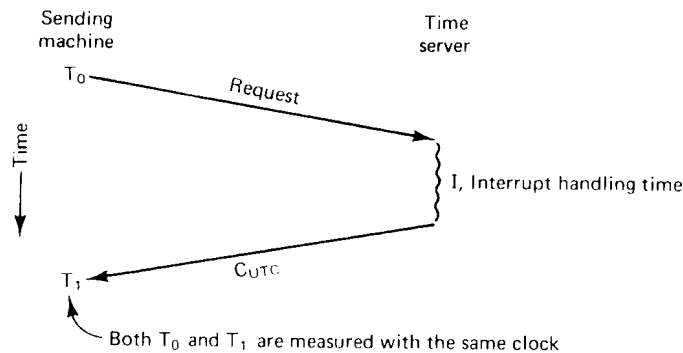 Sending
machine
Time
server
T₀
Request
Time
I, Interrupt handling time
C_UTC
T₁
Both T₀ and T₁ are measured with the same clock